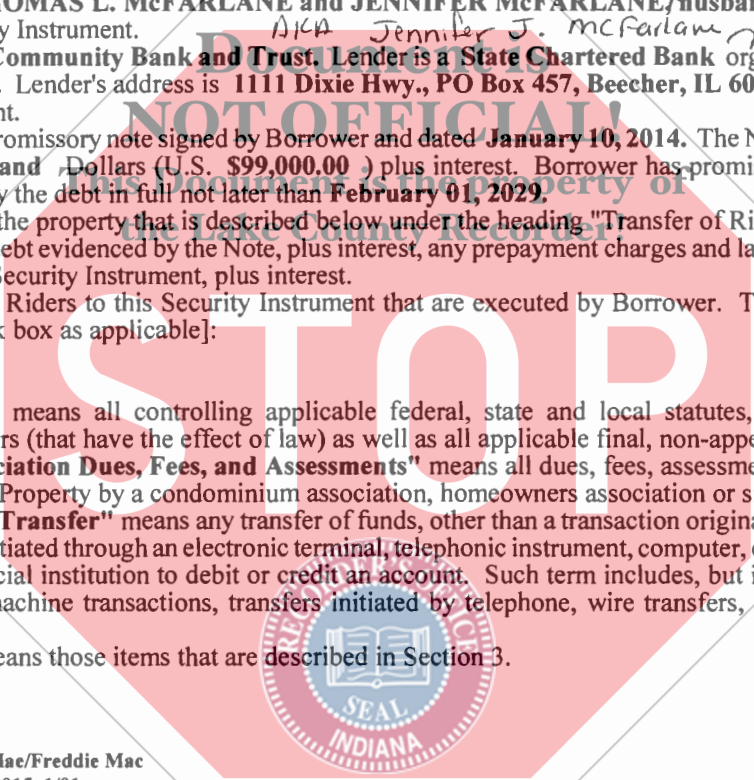 OMAS L. McFARLANE and JENNIFER McFARLANE, husban
y Instrument. AKA Jennifer J. McFarlane
Community Bank and Trust. Lender is a State Chartered Bank org
Document is
. Lender's address is 1111 Dixie Hwy., PO Box 457, Beecher, IL 60
nt.
NOT OFFICIAL!
romissory note signed by Borrower and dated January 10, 2014. The N
and Dollars (U.S. $99,000.00 ) plus interest. Borrower has promi
This Document is the property of
y the debt in full not later than February 01, 2029.
the property that is described below under the heading "Transfer of Ri
the Lake County Recorder!
ebt evidenced by the Note, plus interest, any prepayment charges and la
Security Instrument, plus interest.
Riders to this Security Instrument that are executed by Borrower. T
k box as applicable]:
STOP
means all controlling applicable federal, state and local statutes,
rs (that have the effect of law) as well as all applicable final, non-appe
ciation Dues, Fees, and Assessments" means all dues, fees, assessme
Property by a condominium association, homeowners association or s
Transfer" means any transfer of funds, other than a transaction origina
tiated through an electronic terminal, telephonic instrument, computer,
cial institution to debit or credit an account. Such term includes, but i
machine transactions, transfers initiated by telephone, wire transfers,
RECORDER'S OFFICE
eans those items that are described in Section 3.
SEAL
INDIANA
Mae/Freddie Mac